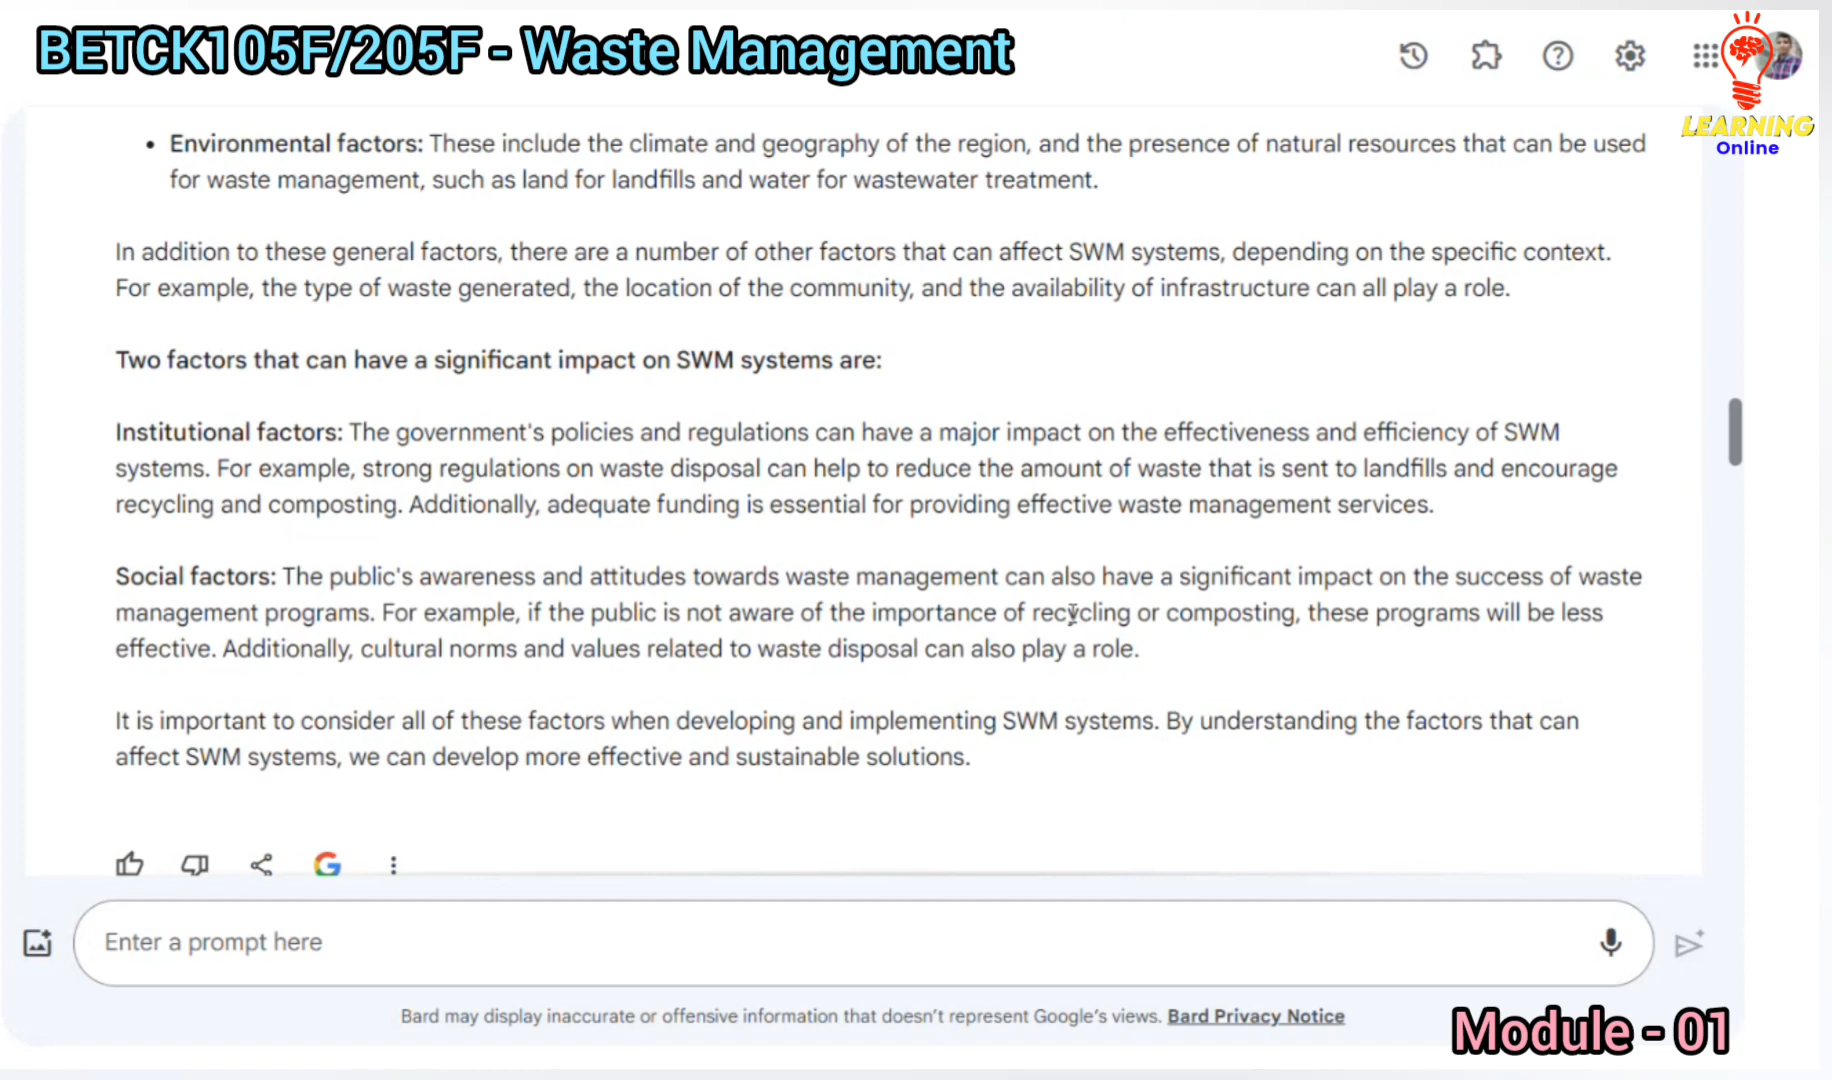 BETCK105F/205F - Waste Management
LEARNING
Online
• Environmental factors: These include the climate and geography of the region, and the presence of natural resources that can be used
for waste management, such as land for landfills and water for wastewater treatment.
In addition to these general factors, there are a number of other factors that can affect SWM systems, depending on the specific context.
For example, the type of waste generated, the location of the community, and the availability of infrastructure can all play a role.
Two factors that can have a significant impact on SWM systems are:
Institutional factors: The government's policies and regulations can have a major impact on the effectiveness and efficiency of SWM
systems. For example, strong regulations on waste disposal can help to reduce the amount of waste that is sent to landfills and encourage
recycling and composting. Additionally, adequate funding is essential for providing effective waste management services.
Social factors: The public's awareness and attitudes towards waste management can also have a significant impact on the success of waste
management programs. For example, if the public is not aware of the importance of recycling or composting, these programs will be less
effective. Additionally, cultural norms and values related to waste disposal can also play a role.
It is important to consider all of these factors when developing and implementing SWM systems. By understanding the factors that can
affect SWM systems, we can develop more effective and sustainable solutions.
Enter a prompt here
Bard may display inaccurate or offensive information that doesn't represent Google's views. Bard Privacy Notice
Module - 01